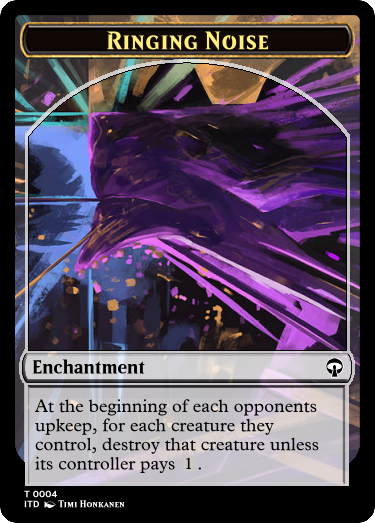 Ringing Noise
Enchantment
At the beginning of each opponents
upkeep, for each creature they
control, destroy that creature unless
its controller pays 1 .
T 0004
ITD Timi Honkanen